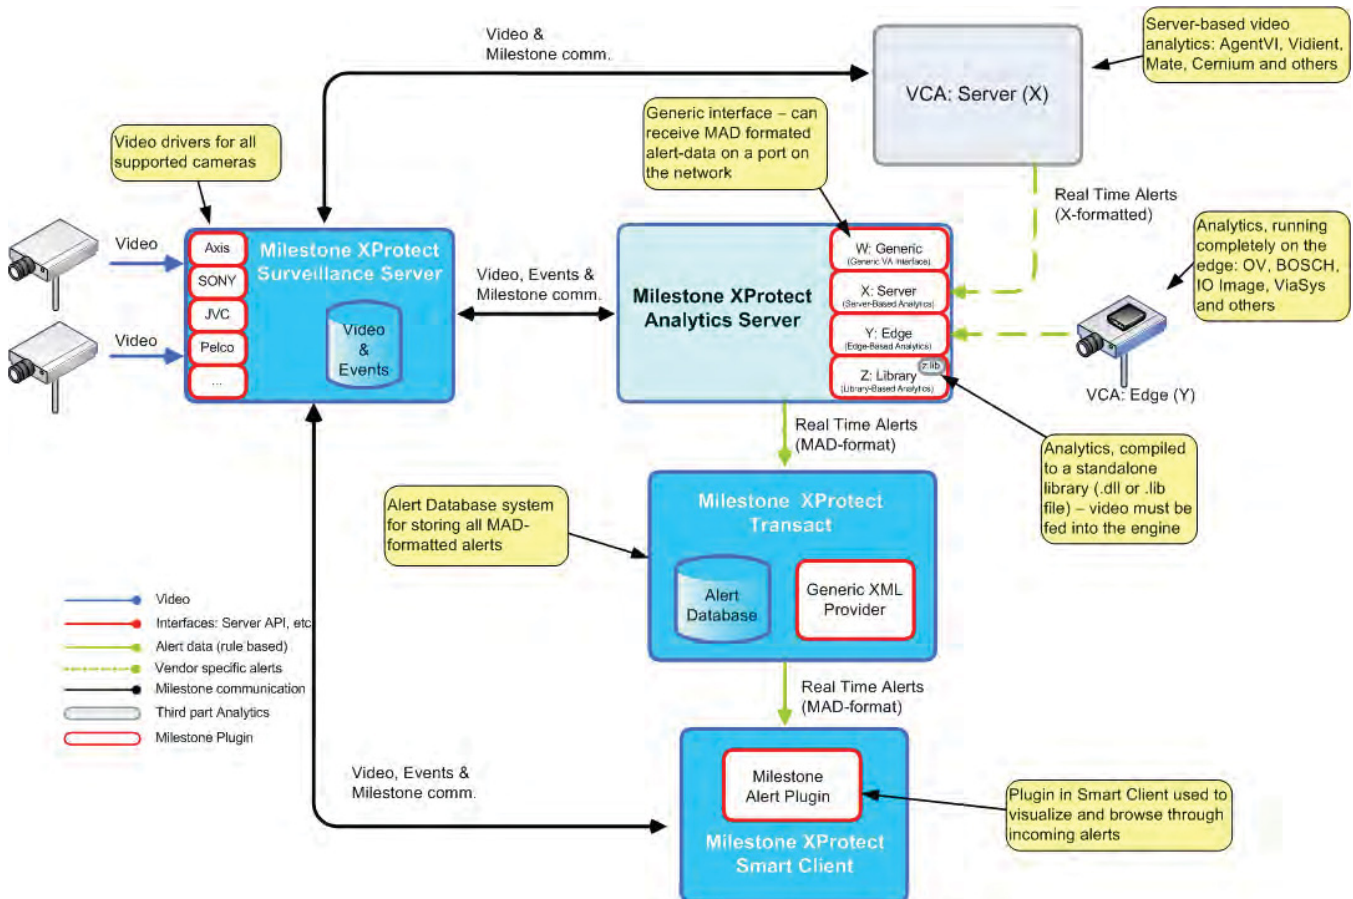 Video &
Milestone comm.
Server-based video
analytics: AgentVI, Vidient,
Mate, Cernium and others
VCA: Server (X)
Generic interface – can
receive MAD formated
alert-data on a port on
the network
Video drivers for all
supported cameras
Real Time Alerts
(X-formatted)
Analytics, running
completely on the
edge: OV, BOSCH,
IO Image, ViaSys
and others
Video
Video
Axis
SONY
JVC
Pelco
...
Milestone XProtect
Surveillance Server
Video
&
Events
Video, Events &
Milestone comm.
Milestone XProtect
Analytics Server
W: Generic
(Generic VA Interface)
X: Server
(Server-Based Analytics)
Y: Edge
(Edge-Based Analytics)
z:lib
Z: Library
(Library-Based Analytics)
VCA: Edge (Y)
Real Time Alerts
(MAD-format)
Analytics, compiled
to a standalone
library (.dll or .lib
file) – video must be
fed into the engine
Alert Database system
for storing all MAD-
formatted alerts
Milestone XProtect
Transact
Alert
Database
Generic XML
Provider
Video
Interfaces: Server API, etc
Alert data (rule based)
Vendor specific alerts
Milestone communication
Third part Analytics
Milestone Plugin
Real Time Alerts
(MAD-format)
Video, Events &
Milestone comm.
Milestone
Alert Plugin
Milestone XProtect
Smart Client
Plugin in Smart Client used to
visualize and browse through
incoming alerts